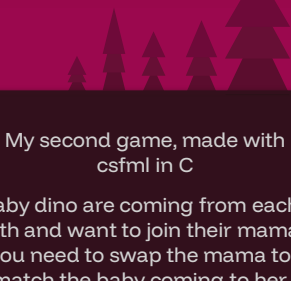 My second game, made with
csfml in C
aby dino are coming from each
th and want to join their mama
ou need to swap the mama to
match the baby coming to her